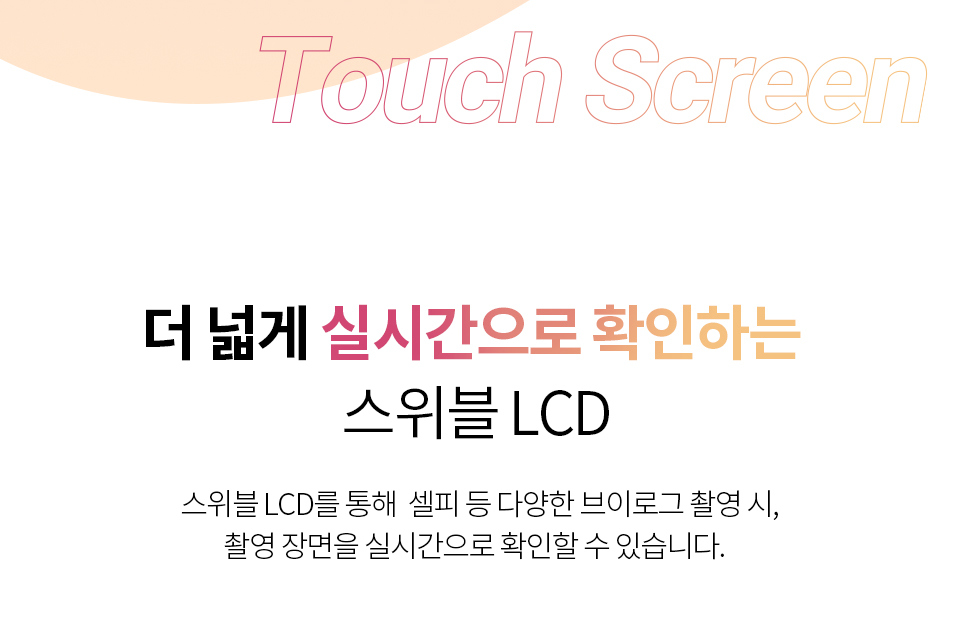 Touch Screen
더 넓게 실시간으로 확인하는
스위블 LCD
스위블 LCD를 통해 셀피 등 다양한 브이로그 촬영 시,
촬영 장면을 실시간으로 확인할 수 있습니다.